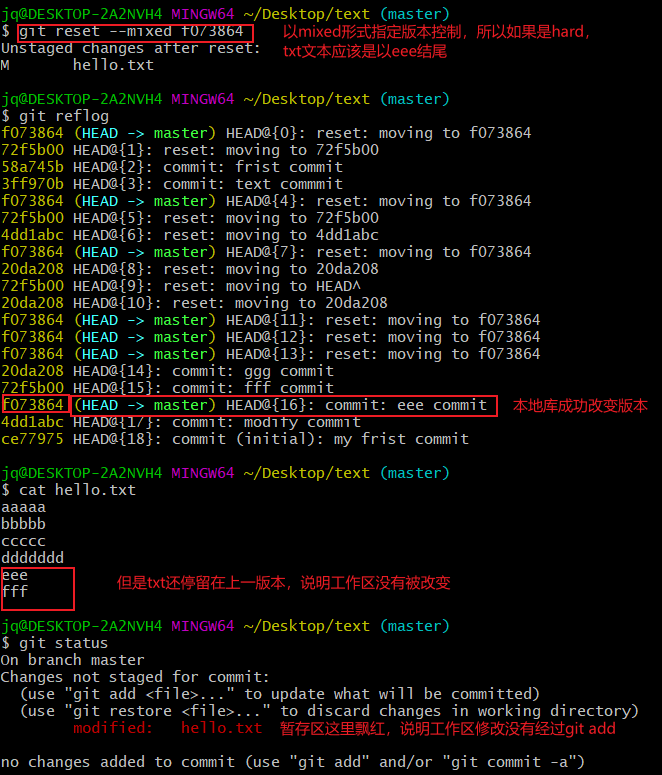 jq@DESKTOP-2A2NVH4 MINGW64 ~/Desktop/text (master)
$ git reset --mixed f073864 以mixed形式指定版本控制，所以如果是hard，
Unstaged changes after reset: txt文本应该是以eee结尾
M hello.txt
jq@DESKTOP-2A2NVH4 MINGW64 ~/Desktop/text (master)
$ git reflog
f073864 (HEAD -> master) HEAD@{0}: reset: moving to f073864
72f5b00 HEAD@{1}: reset: moving to 72f5b00
58a745b HEAD@{2}: commit: frist commit
3ff970b HEAD@{3}: commit: text commmit
f073864 (HEAD -> master) HEAD@{4}: reset: moving to f073864
72f5b00 HEAD@{5}: reset: moving to 72f5b00
4dd1abc HEAD@{6}: reset: moving to 4dd1abc
f073864 (HEAD -> master) HEAD@{7}: reset: moving to f073864
20da208 HEAD@{8}: reset: moving to 20da208
72f5b00 HEAD@{9}: reset: moving to HEAD^
20da208 HEAD@{10}: reset: moving to 20da208
f073864 (HEAD -> master) HEAD@{11}: reset: moving to f073864
f073864 (HEAD -> master) HEAD@{12}: reset: moving to f073864
f073864 (HEAD -> master) HEAD@{13}: reset: moving to f073864
20da208 HEAD@{14}: commit: ggg commit
72f5b00 HEAD@{15}: commit: fff commit
f073864 (HEAD -> master) HEAD@{16}: commit: eee commit 本地库成功改变版本
4dd1abc HEAD@{17}: commit: modify commit
ce77975 HEAD@{18}: commit (initial): my frist commit
jq@DESKTOP-2A2NVH4 MINGW64 ~/Desktop/text (master)
$ cat hello.txt
aaaaa
bbbbb
ccccc
ddddddd
eee
fff 但是txt还停留在上一版本，说明工作区没有被改变
jq@DESKTOP-2A2NVH4 MINGW64 ~/Desktop/text (master)
$ git status
On branch master
Changes not staged for commit:
(use "git add <file>..." to update what will be committed)
(use "git restore <file>..." to discard changes in working directory)
modified: hello.txt 暂存区这里飘红，说明工作区修改没有经过git add
no changes added to commit (use "git add" and/or "git commit -a")